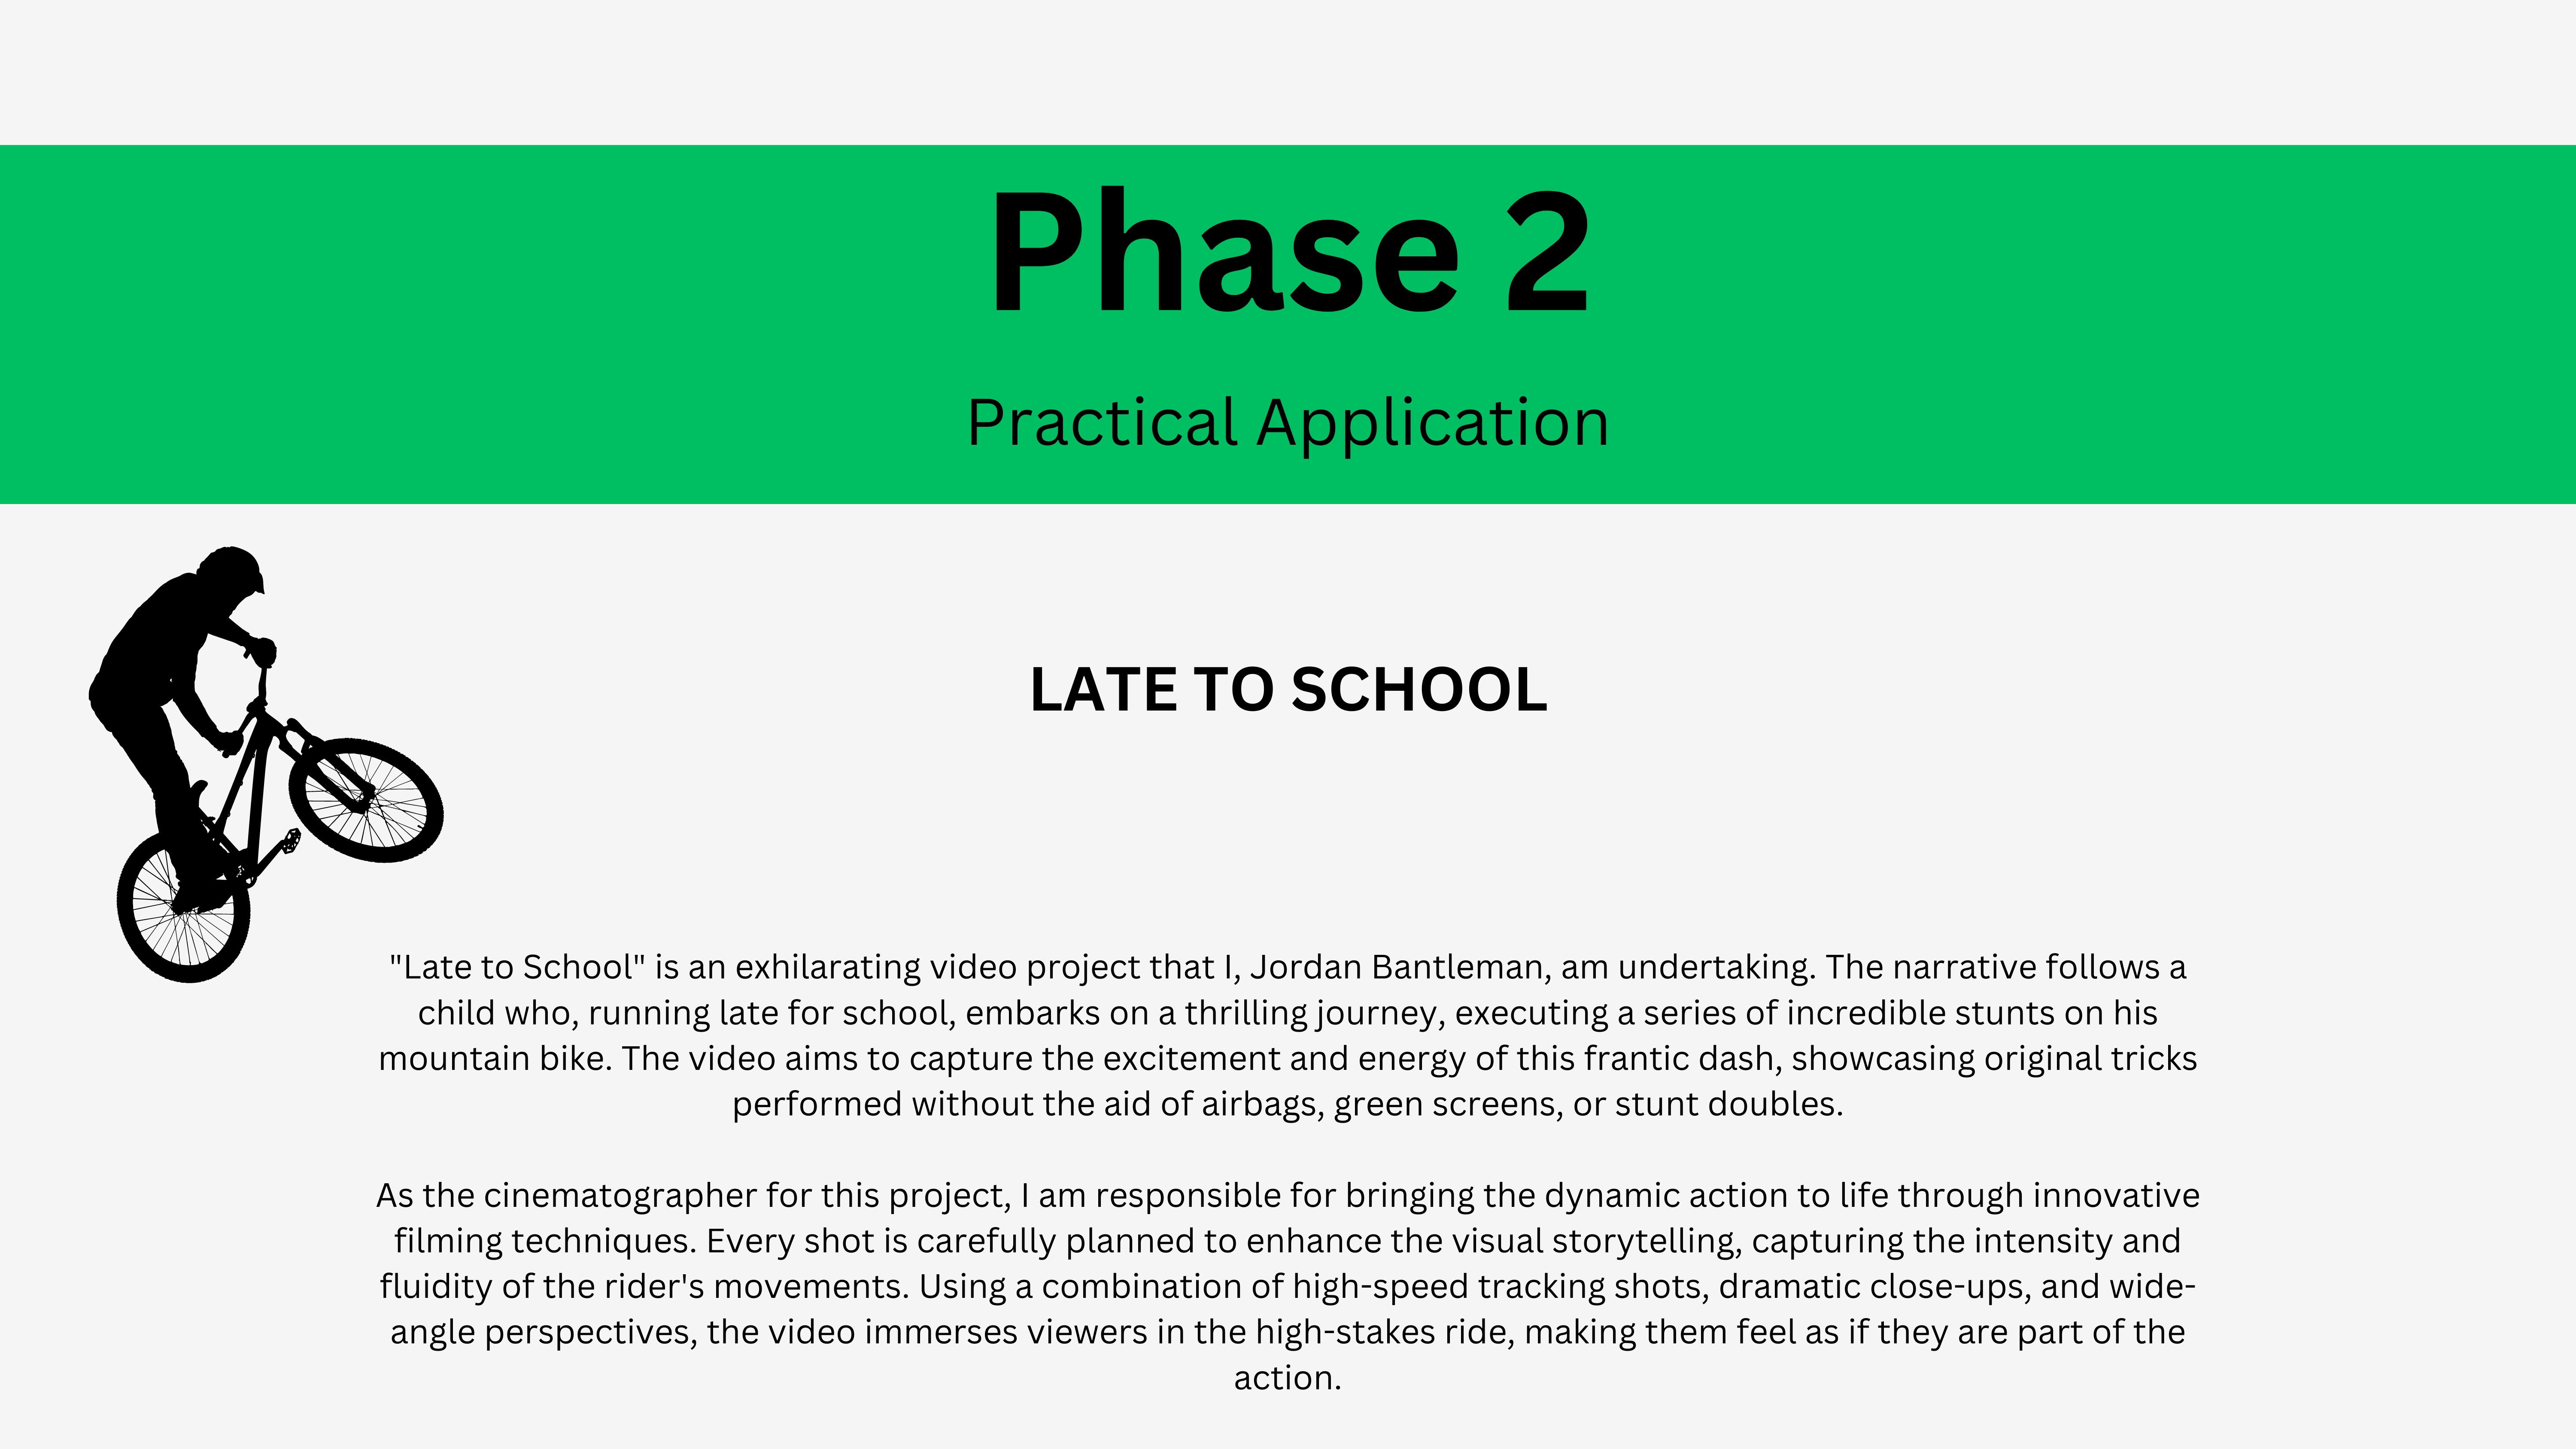 Phase 2
Practical Application
LATE TO SCHOOL
"Late to School" is an exhilarating video project that I, Jordan Bantleman, am undertaking. The narrative follows a
child who, running late for school, embarks on a thrilling journey, executing a series of incredible stunts on his
mountain bike. The video aims to capture the excitement and energy of this frantic dash, showcasing original tricks
performed without the aid of airbags, green screens, or stunt doubles.
As the cinematographer for this project, I am responsible for bringing the dynamic action to life through innovative
filming techniques. Every shot is carefully planned to enhance the visual storytelling, capturing the intensity and
fluidity of the rider's movements. Using a combination of high-speed tracking shots, dramatic close-ups, and wide-
angle perspectives, the video immerses viewers in the high-stakes ride, making them feel as if they are part of the
action.